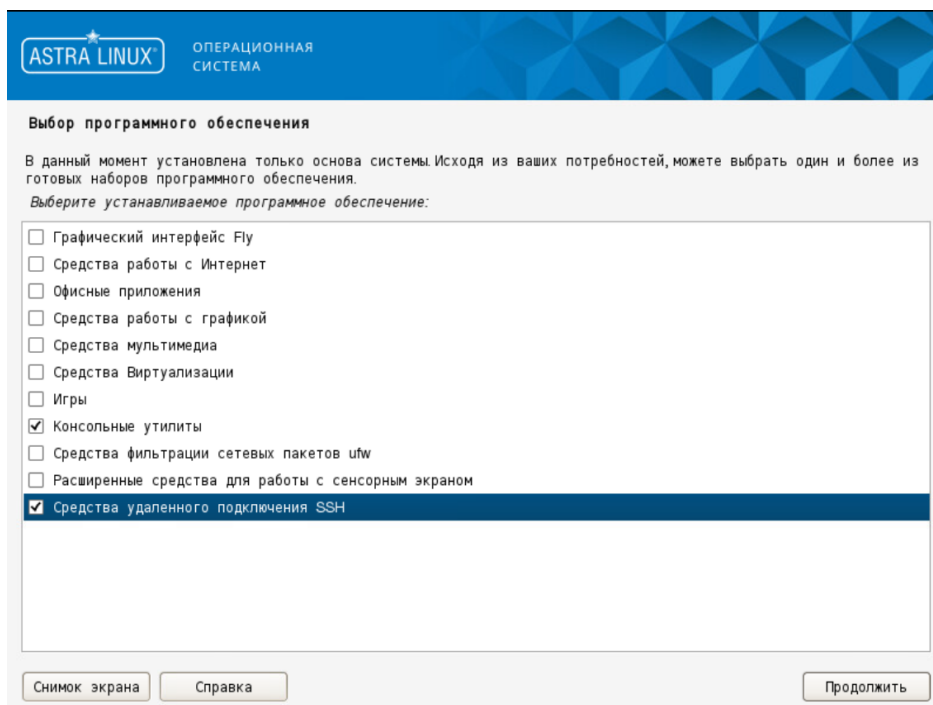 ASTRA LINUX®
ОПЕРАЦИОННАЯ
СИСТЕМА
Выбор программного обеспечения
В данный момент установлена только основа системы. Исходя из ваших потребностей, можете выбрать один и более из
готовых наборов программного обеспечения.
Выберите устанавливаемое программное обеспечение:
Графический интерфейс Fly
Средства работы с Интернет
Офисные приложения
Средства работы с графикой
Средства мультимедиа
Средства Виртуализации
Игры
Консольные утилиты
Средства фильтрации сетевых пакетов ufw
Расширенные средства для работы с сенсорным экраном
Средства удаленного подключения SSH
Снимок экрана Справка Продолжить